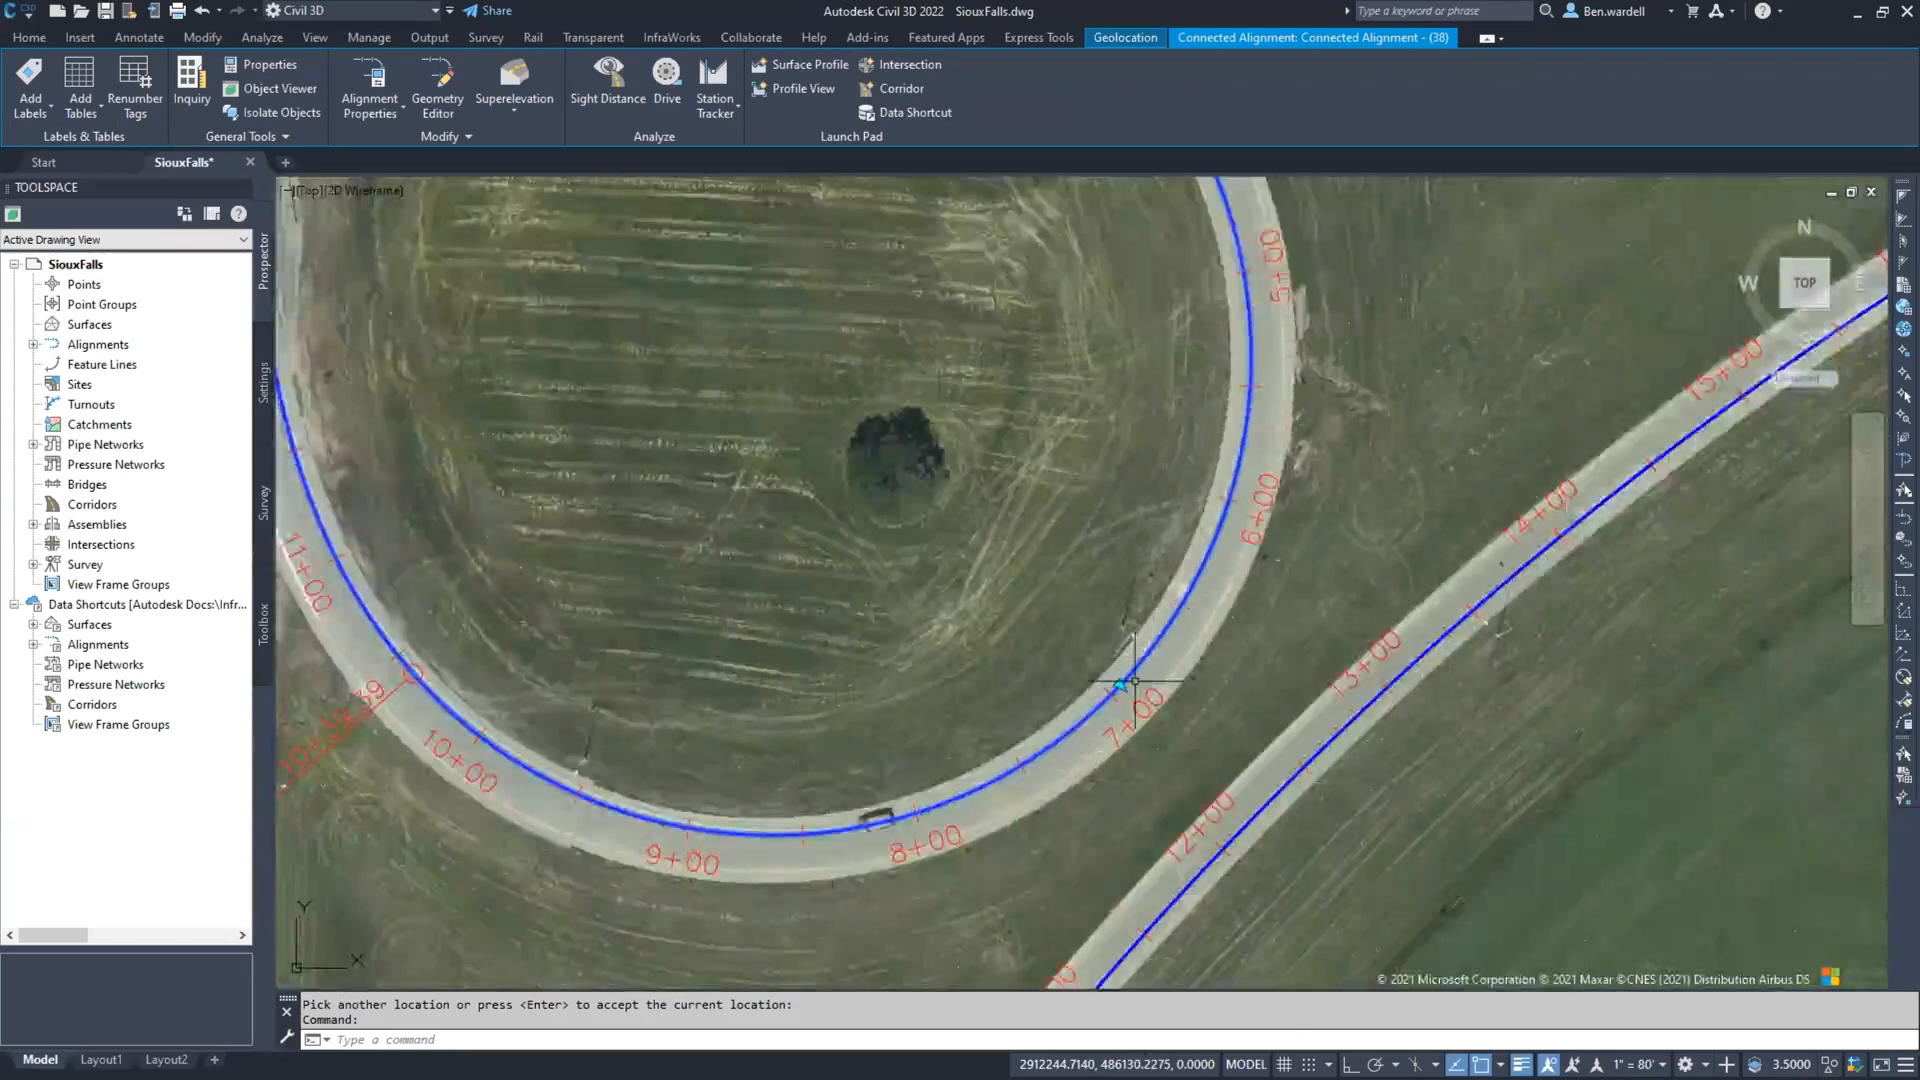 C3D
Civil 3D
Share
Autodesk Civil 3D 2022 SiouxFalls.dwg
Type a keyword or phrase
Ben.wardell
Home Insert Annotate Modify Analyze View Manage Output Survey Rail Transparent InfraWorks Collaborate Help Add-ins Featured Apps Express Tools Geolocation Connected Alignment: Connected Alignment - (38)
Add Labels
Add Tables
Renumber Tags
Labels & Tables
Inquiry
Properties
Object Viewer
Isolate Objects
General Tools
Alignment Properties
Geometry Editor
Superelevation
Modify
Sight Distance
Drive
Station Tracker
Analyze
Surface Profile
Profile View
Intersection
Corridor
Data Shortcut
Launch Pad
Start
SiouxFalls*
TOOLSPACE
Active Drawing View
SiouxFalls
Points
Point Groups
Surfaces
Alignments
Feature Lines
Sites
Turnouts
Catchments
Pipe Networks
Pressure Networks
Bridges
Corridors
Assemblies
Intersections
Survey
View Frame Groups
Data Shortcuts [Autodesk Docs:\Infr...
Surfaces
Alignments
Pipe Networks
Pressure Networks
Corridors
View Frame Groups
Prospector
Settings
Survey
Toolbox
[-][Top][2D Wireframe]
N
W
TOP
E
Unnamed
5+00
6+00
7+00
8+00
9+00
10+00
10+39.39
11+00
12+00
13+00
14+00
15+00
Y
X
© 2021 Microsoft Corporation © 2021 Maxar ©CNES (2021) Distribution Airbus DS
Pick another location or press <Enter> to accept the current location:
Command:
Type a command
Model Layout1 Layout2
2912244.7140, 486130.2275, 0.0000 MODEL
1" = 80'
3.5000